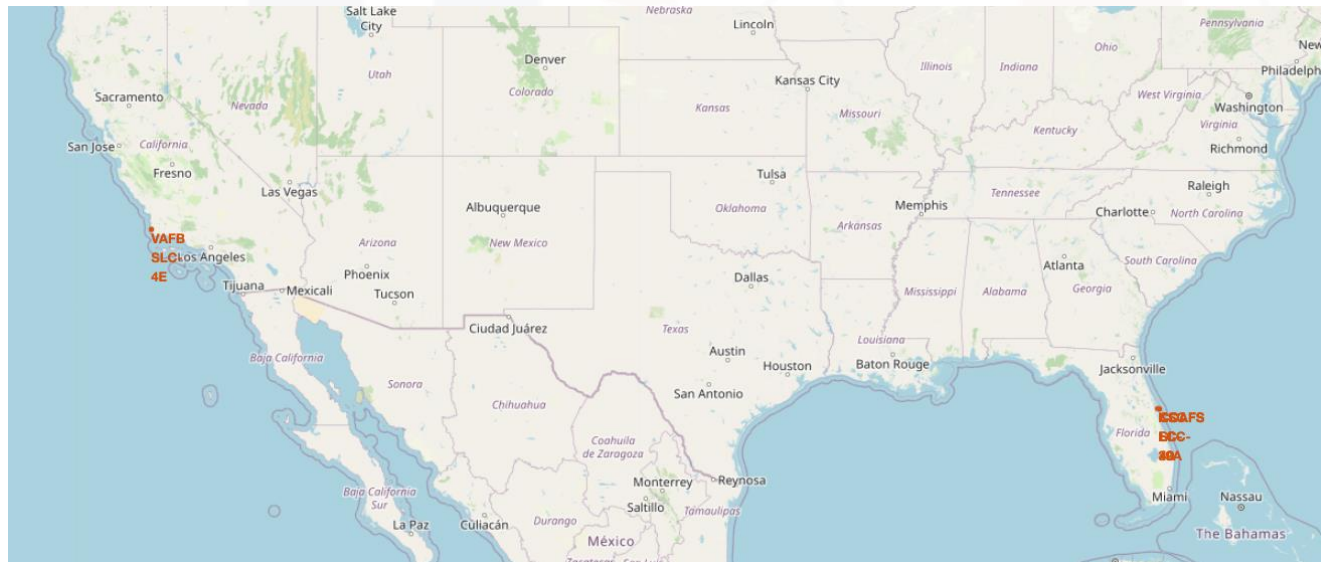 Salt Lake
City
Nebraska
Lincoln
Pennsylvania
New
Ohio
Illinois
Indiana
Denver
Utah
Colorado
Kansas City
Philadelph
Sacramento
Nevada
Kansas
Missouri
West Virginia
Washington
San Jose
California
Kentucky
Virginia
Richmond
Fresno
Las Vegas
Tulsa
Tennessee
Raleigh
Albuquerque
Oklahoma
Memphis
Charlotte
North Carolina
VAFB
SLC-
4E
Los Angeles
Arizona
New Mexico
Arkansas
South Carolina
Phoenix
Dallas
Atlanta
Tijuana
Mexicali
Tucson
Mississippi
Alabama
Georgia
Ciudad Juárez
Texas
Louisiana
Baja California
Austin
Houston
Baton Rouge
Jacksonville
Sonora
San Antonio
Chihuahua
Florida
Coahuila
de Zaragoza
Monterrey
Reynosa
Saltillo
Miami
Nassau
Baja California
Sur
Tamaulipas
La Paz
Culiacán
Durango
México
The Bahamas